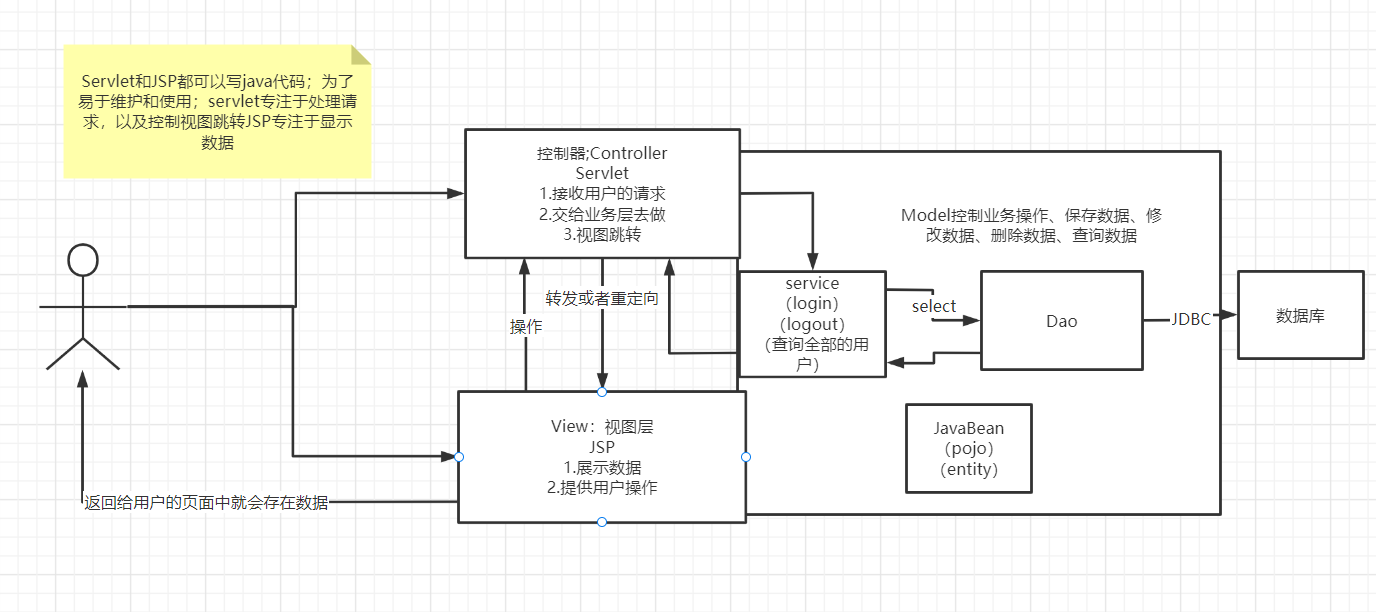 Servlet和JSP都可以写java代码；为了
易于维护和使用；servlet专注于处理请
求，以及控制视图跳转JSP专注于显示
数据
控制器;Controller
Servlet
1.接收用户的请求
2.交给业务层去做
3.视图跳转
Model控制业务操作、保存数据、修
改数据、删除数据、查询数据
转发或者重定向
操作
service
（login）
（logout）
（查询全部的用
户）
select
Dao
JDBC
数据库
View：视图层
JSP
1.展示数据
2.提供用户操作
JavaBean
（pojo）
（entity）
返回给用户的页面中就会存在数据